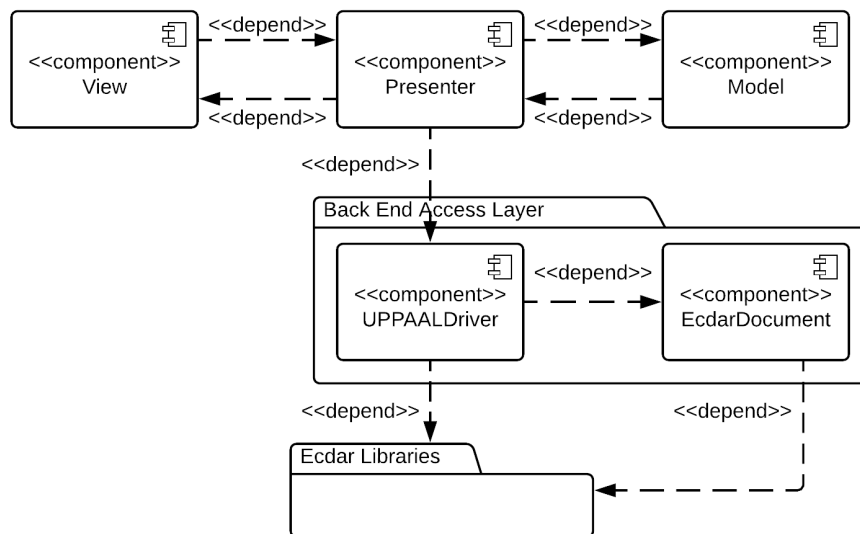 <<depend>>
<<depend>>
<<component>>
View
<<component>>
Presenter
<<component>>
Model
<<depend>>
<<depend>>
<<depend>>
Back End Access Layer
<<depend>>
<<component>>
UPPAALDriver
<<component>>
EcdarDocument
<<depend>>
<<depend>>
Ecdar Libraries